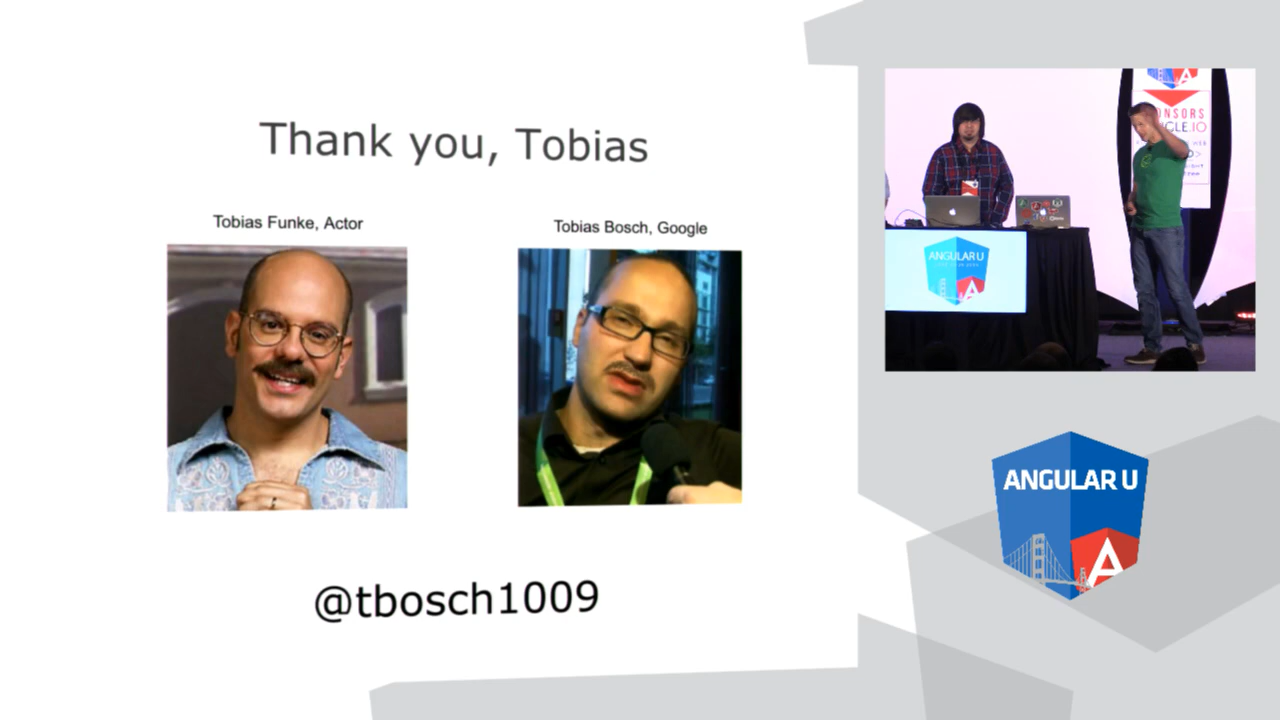 Thank you, Tobias
Tobias Funke, Actor
Tobias Bosch, Google
@tbosch1009
ANGULAR U
ANGULAR U